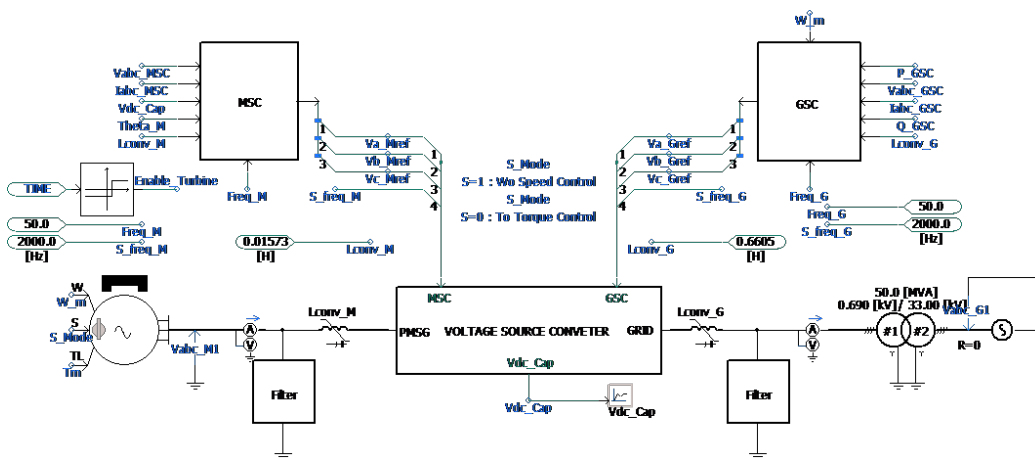 W_m
Vabc_MSC
Iabc_MSC
Vdc_Cap
Theta_M
Lconv_M
MSC
GSC
P_GSC
Vabc_GSC
Iabc_GSC
Q_GSC
Lconv_G
1
2
3
Va_Mref
Vb_Mref
Vc_Mref
S_freq_M
1
2
3
4
S_Mode
S=1 : Wo Speed Control
S_Mode
S=0 : To Torque Control
1
2
3
4
Va_Gref
Vb_Gref
Vc_Gref
S_freq_G
1
2
3
TIME
Enable_Turbine
Freq_M
Freq_G
50.0
Freq_M
2000.0
[Hz]
S_freq_M
0.01573
[H]
Lconv_M
Lconv_G
0.6605
[H]
Freq_G
50.0
S_freq_G
2000.0
[Hz]
W
W_m
S
S_Mode
TL
Tm
Vabc_M1
A
V
Lconv_M
Filter
MSC
GSC
PMSG
VOLTAGE SOURCE CONVETER
GRID
Vdc_Cap
Vdc_Cap
Vdc_Cap
Lconv_G
Filter
A
V
50.0 [MVA]
0.690 [kV]/ 33.00 [kV]
#1
#2
Vabc_G1
R=0
S